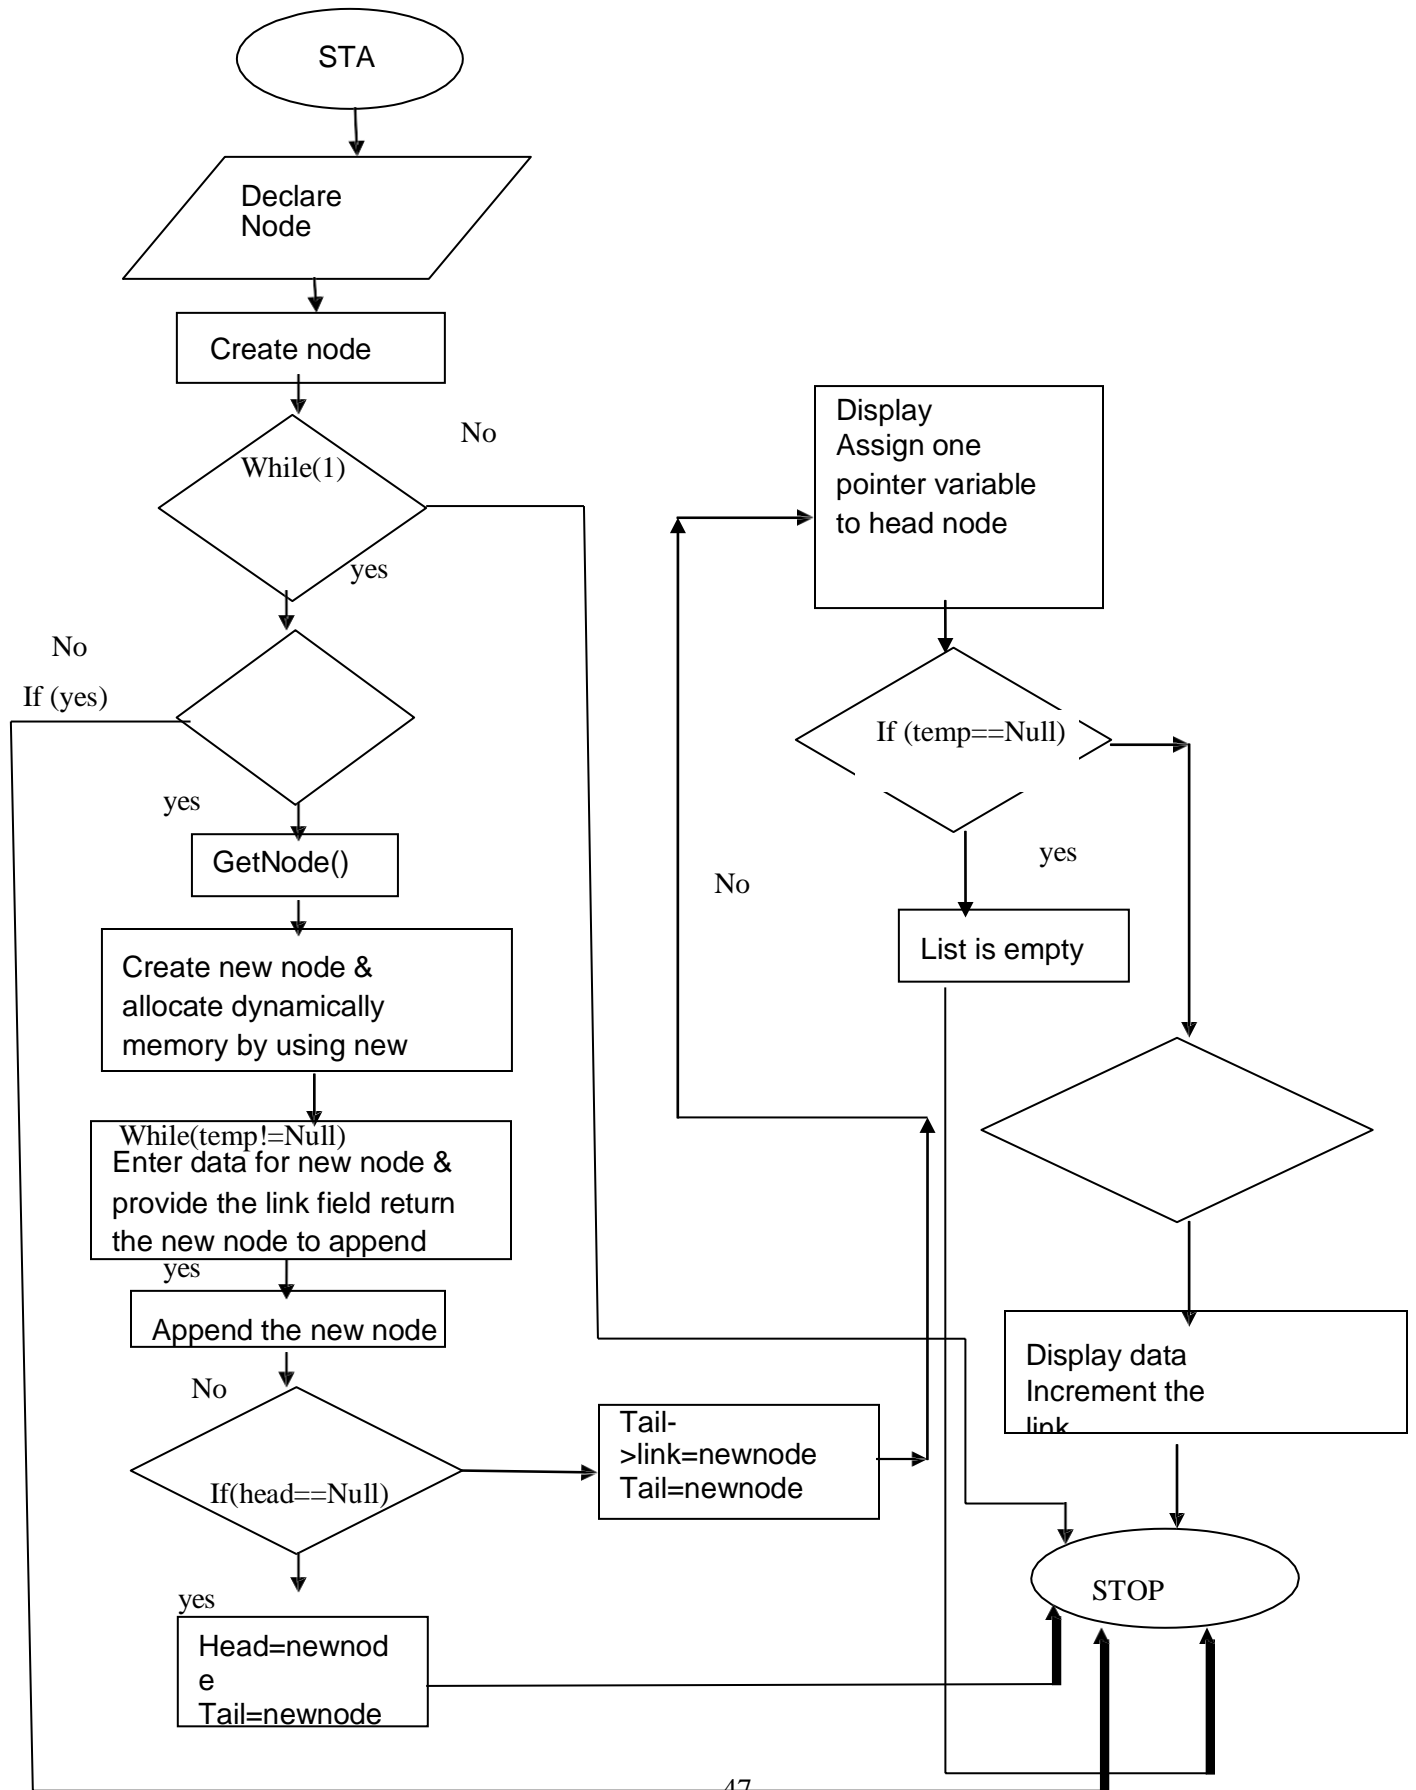 STA
Declare
Node
Create node
No
While(1)
yes
No
If (yes)
yes
GetNode()
Create new node &
allocate dynamically
memory by using new
While(temp!=Null)
Enter data for new node &
provide the link field return
the new node to append
yes
Append the new node
No
If(head==Null)
yes
Head=newnod
e
Tail=newnode
Tail-
>link=newnode
Tail=newnode
Display
Assign one
pointer variable
to head node
If (temp==Null)
yes
No
List is empty
Display data
Increment the
link
STOP
47